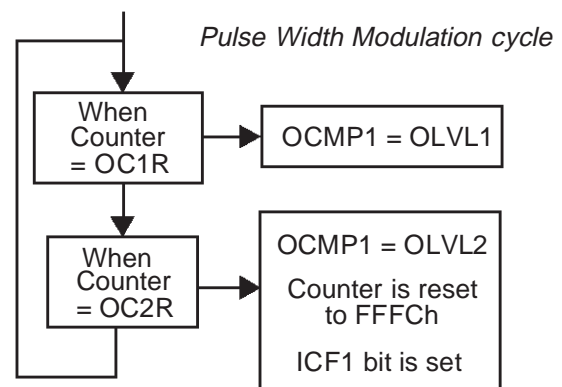 Pulse Width Modulation cycle
When
Counter
= OC1R
OCMP1 = OLVL1
When
Counter
= OC2R
OCMP1 = OLVL2
Counter is reset
to FFFCh
ICF1 bit is set